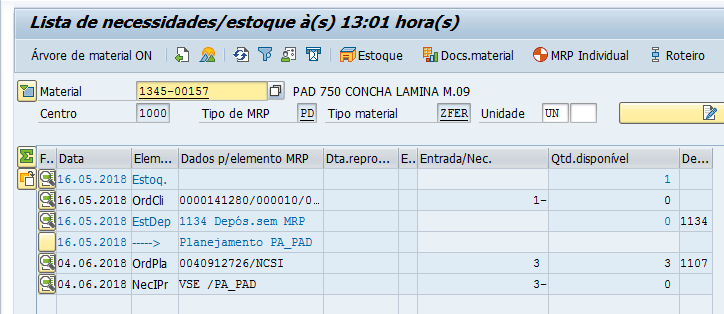 Lista de necessidades/estoque à(s) 13:01 hora(s)
Árvore de material ON Estoque Docs.material MRP Individual Roteiro
Material 1345-00157 PAD 750 CONCHA LAMINA M.09
Centro 1000 Tipo de MRP PD Tipo material ZFER Unidade UN
F.. Data Elem... Dados p/elemento MRP Dta.repro... E.. Entrada/Nec. Qtd.disponível De...
16.05.2018 Estoq. 1
16.05.2018 OrdCli 0000141280/000010/0... 1- 0
16.05.2018 EstDep 1134 Depós.sem MRP 0 1134
16.05.2018 -----> Planejamento PA_PAD
04.06.2018 OrdPla 0040912726/NCSI 3 3 1107
04.06.2018 NecIPr VSE /PA_PAD 3- 0